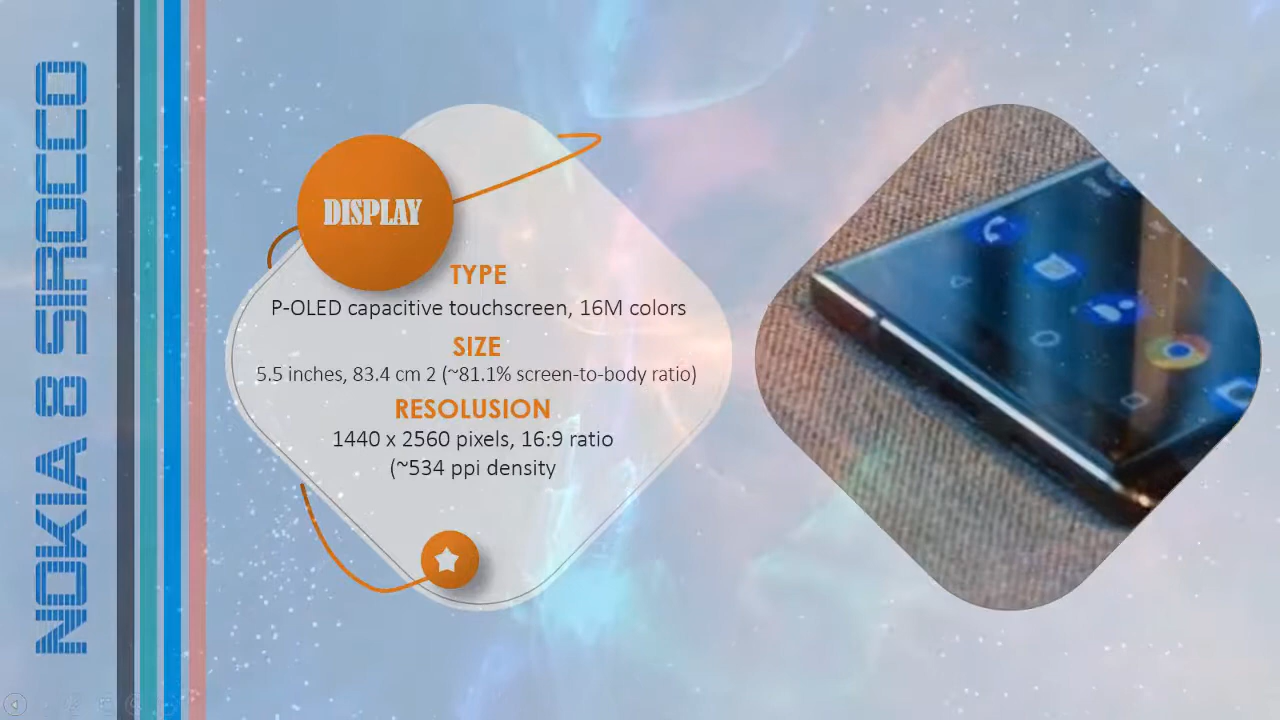 NOKIA 8 SIROCCO
DISPLAY
TYPE
P-OLED capacitive touchscreen, 16M colors
SIZE
5.5 inches, 83.4 cm 2 (~81.1% screen-to-body ratio)
RESOLUSION
1440 x 2560 pixels, 16:9 ratio
(~534 ppi density